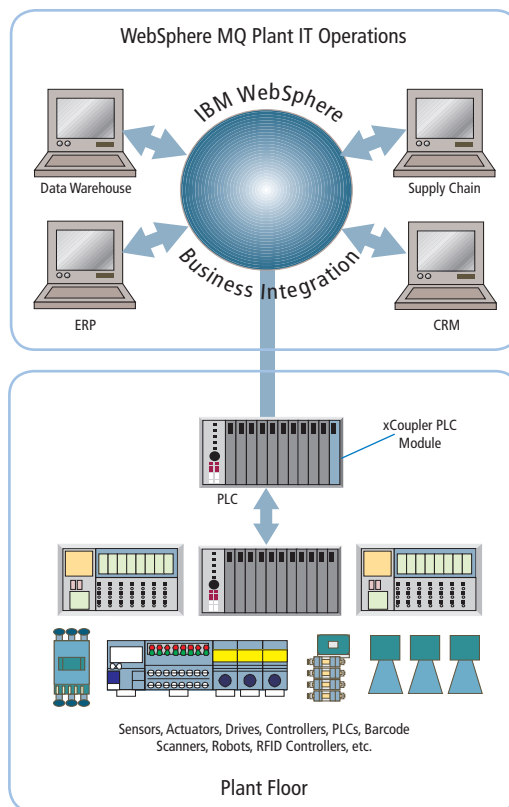 WebSphere MQ Plant IT Operations
IBM WebSphere
Data Warehouse
Supply Chain
Business Integration
ERP
CRM
xCoupler PLC
Module
PLC
Sensors, Actuators, Drives, Controllers, PLCs, Barcode
Scanners, Robots, RFID Controllers, etc.
Plant Floor